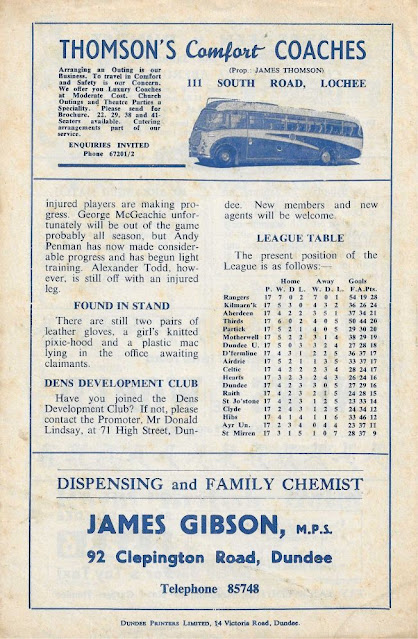 THOMSON'S Comfort COACHES
(Prop. JAMES THOMSON)
111 SOUTH ROAD, LOCHEE
Arranging an Outing is our
Business. To travel in Comfort
and Safety is our Concern.
We offer you Luxury Coaches
at Moderate Cost. Church
Outings and Theatre Parties a
Speciality. Please send for
Brochure. 22, 29, 38 and 41-
Seaters available. Catering
arrangements part of our
service.
ENQUIRIES INVITED
Phone 67201/2
injured players are making pro-
gress. George McGeachie unfor-
tunately will be out of the game
probably all season, but Andy
Penman has now made consider-
able progress and has begun light
training. Alexander Todd, how-
ever, is still off with an injured
leg.
FOUND IN STAND
There are still two pairs of
leather gloves, a girl's knitted
pixie-hood and a plastic mac
lying in the office awaiting
claimants.
DENS DEVELOPMENT CLUB
Have you joined the Dens
Development Club? If not, please
contact the Promoter, Mr Donald
Lindsay, at 71 High Street, Dun-
dee. New members and new
agents will be welcome.
LEAGUE TABLE
The present position of the
League is as follows:—
Home Away Goals
P. W. D. L. W. D. L. F. A. Pts.
Rangers 17 7 0 2 7 0 1 54 19 28
Kilmarn'k 17 5 3 0 4 3 2 36 26 24
Aberdeen 17 4 2 2 3 5 1 37 34 21
Thirds 17 6 0 2 4 0 5 50 44 20
Partick 17 5 2 1 4 0 5 29 30 20
Motherwell 17 5 2 2 3 1 4 38 29 19
Dundee U. 17 5 0 3 3 2 4 27 28 18
D'fermline 17 4 3 1 2 2 5 36 37 17
Airdrie 17 5 2 1 1 3 5 33 37 17
Celtic 17 4 2 2 2 3 4 28 24 17
17 3 2 3 2 4 3 26 24 16
Dundee 17 4 2 3 3 0 5 27 29 16
Raith 17 4 2 3 2 1 5 24 28 15
St Jo'stone 17 4 2 3 1 2 5 23 33 14
Clyde 17 2 4 3 1 2 5 24 34 12
Hibs 17 4 1 4 1 1 6 33 46 12
Ayr Un. 17 2 3 4 0 4 4 23 37 11
St Mirren 17 3 1 5 1 0 7 28 37 9
DISPENSING and FAMILY CHEMIST
JAMES GIBSON, M.P.S.
92 Clepington Road, Dundee
Telephone 85748
DUNDEE PRINTERS LIMITED, 14 Victoria Road, Dundee.